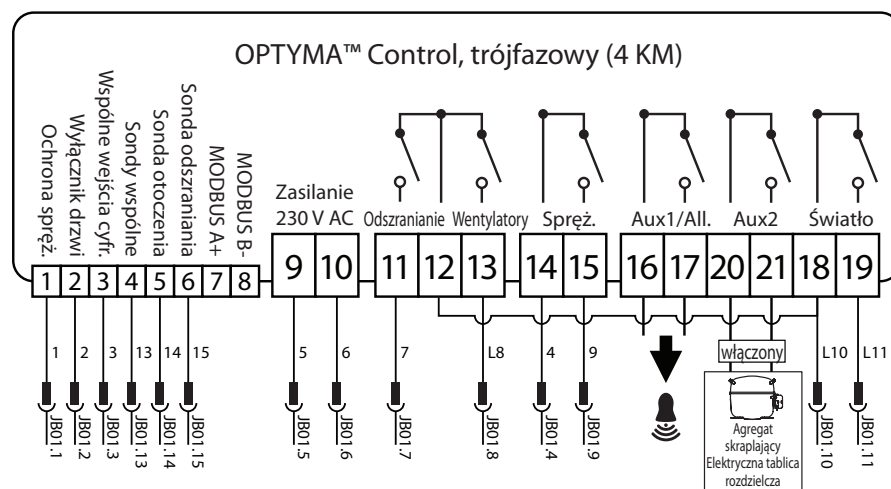 OPTYMA™ Control, trójfazowy (4 KM)
Ochrona spręż.
Wyłącznik drzwi
Wspólne wejścia cyfr.
Sondy wspólne
Sonda otoczenia
Sonda odszraniania
MODBUS A+
MODBUS B-
Zasilanie
230 V AC
Odszranianie
Wentylatory
Spręż.
Aux1/All.
Aux2
Światło
1 2 3 4 5 6 7 8
9 10
11 12 13
14 15
16 17 20 21 18 19
1 2 3 13 14 15
5 6
7 L8
4 9
włączony
L10 L11
JB01.1
JB01.2
JB01.3
JB01.13
JB01.14
JB01.15
JB01.5
JB01.6
JB01.7
JB01.8
JB01.4
JB01.9
Agregat
skraplający
Elektryczna tablica
rozdzielcza
JB01.10
JB01.11